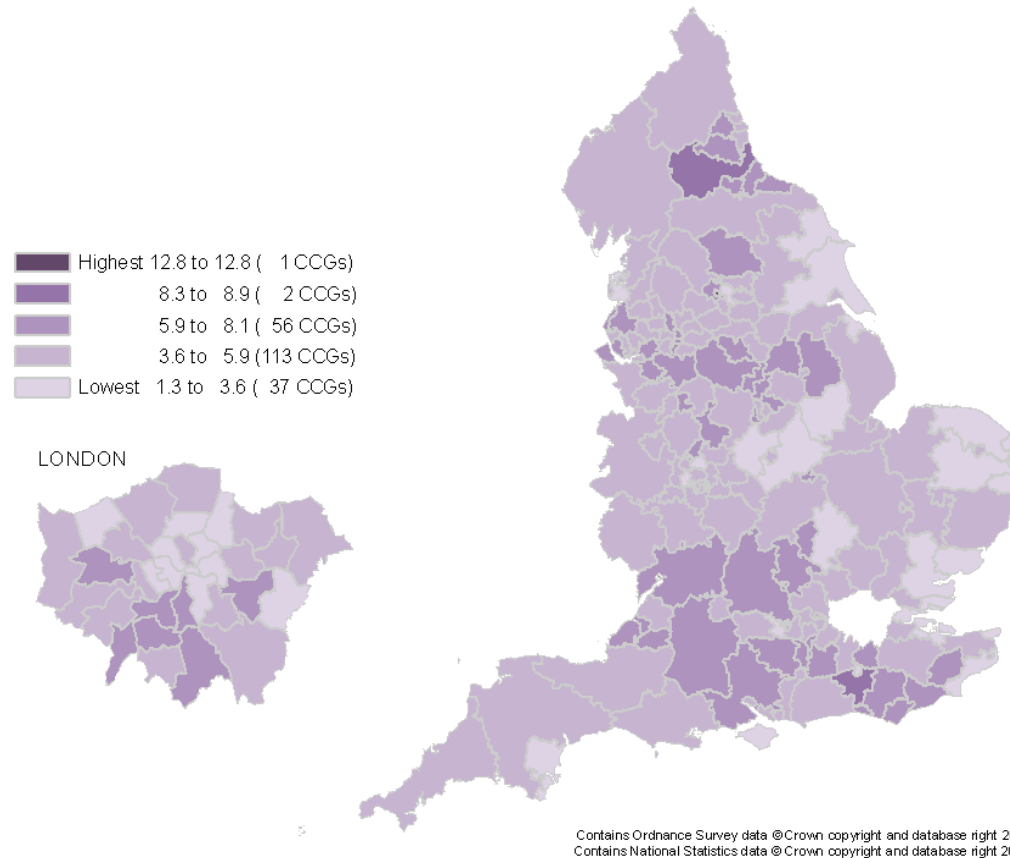 Highest 12.8 to 12.8 ( 1 CCGs)
8.3 to 8.9 ( 2 CCGs)
5.9 to 8.1 ( 56 CCGs)
3.6 to 5.9 (113 CCGs)
Lowest 1.3 to 3.6 ( 37 CCGs)
LONDON
Contains Ordnance Survey data © Crown copyright and database right 2
Contains National Statistics data © Crown copyright and database right 2